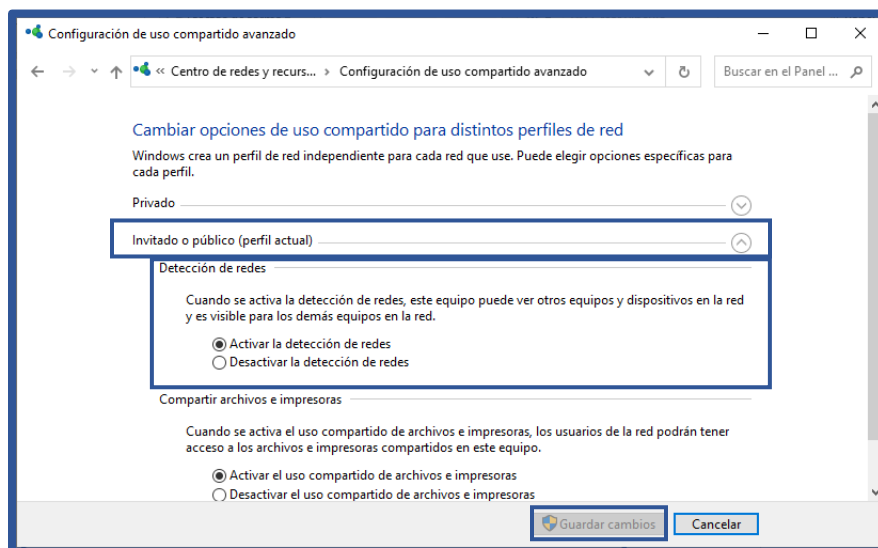 Configuración de uso compartido avanzado
« Centro de redes y recurs... > Configuración de uso compartido avanzado
Buscar en el Panel ...
Cambiar opciones de uso compartido para distintos perfiles de red
Windows crea un perfil de red independiente para cada red que use. Puede elegir opciones específicas para
cada perfil.
Privado
Invitado o público (perfil actual)
Detección de redes
Cuando se activa la detección de redes, este equipo puede ver otros equipos y dispositivos en la red
y es visible para los demás equipos en la red.
Activar la detección de redes
Desactivar la detección de redes
Compartir archivos e impresoras
Cuando se activa el uso compartido de archivos e impresoras, los usuarios de la red podrán tener
acceso a los archivos e impresoras compartidos en este equipo.
Activar el uso compartido de archivos e impresoras
Desactivar el uso compartido de archivos e impresoras
Guardar cambios
Cancelar